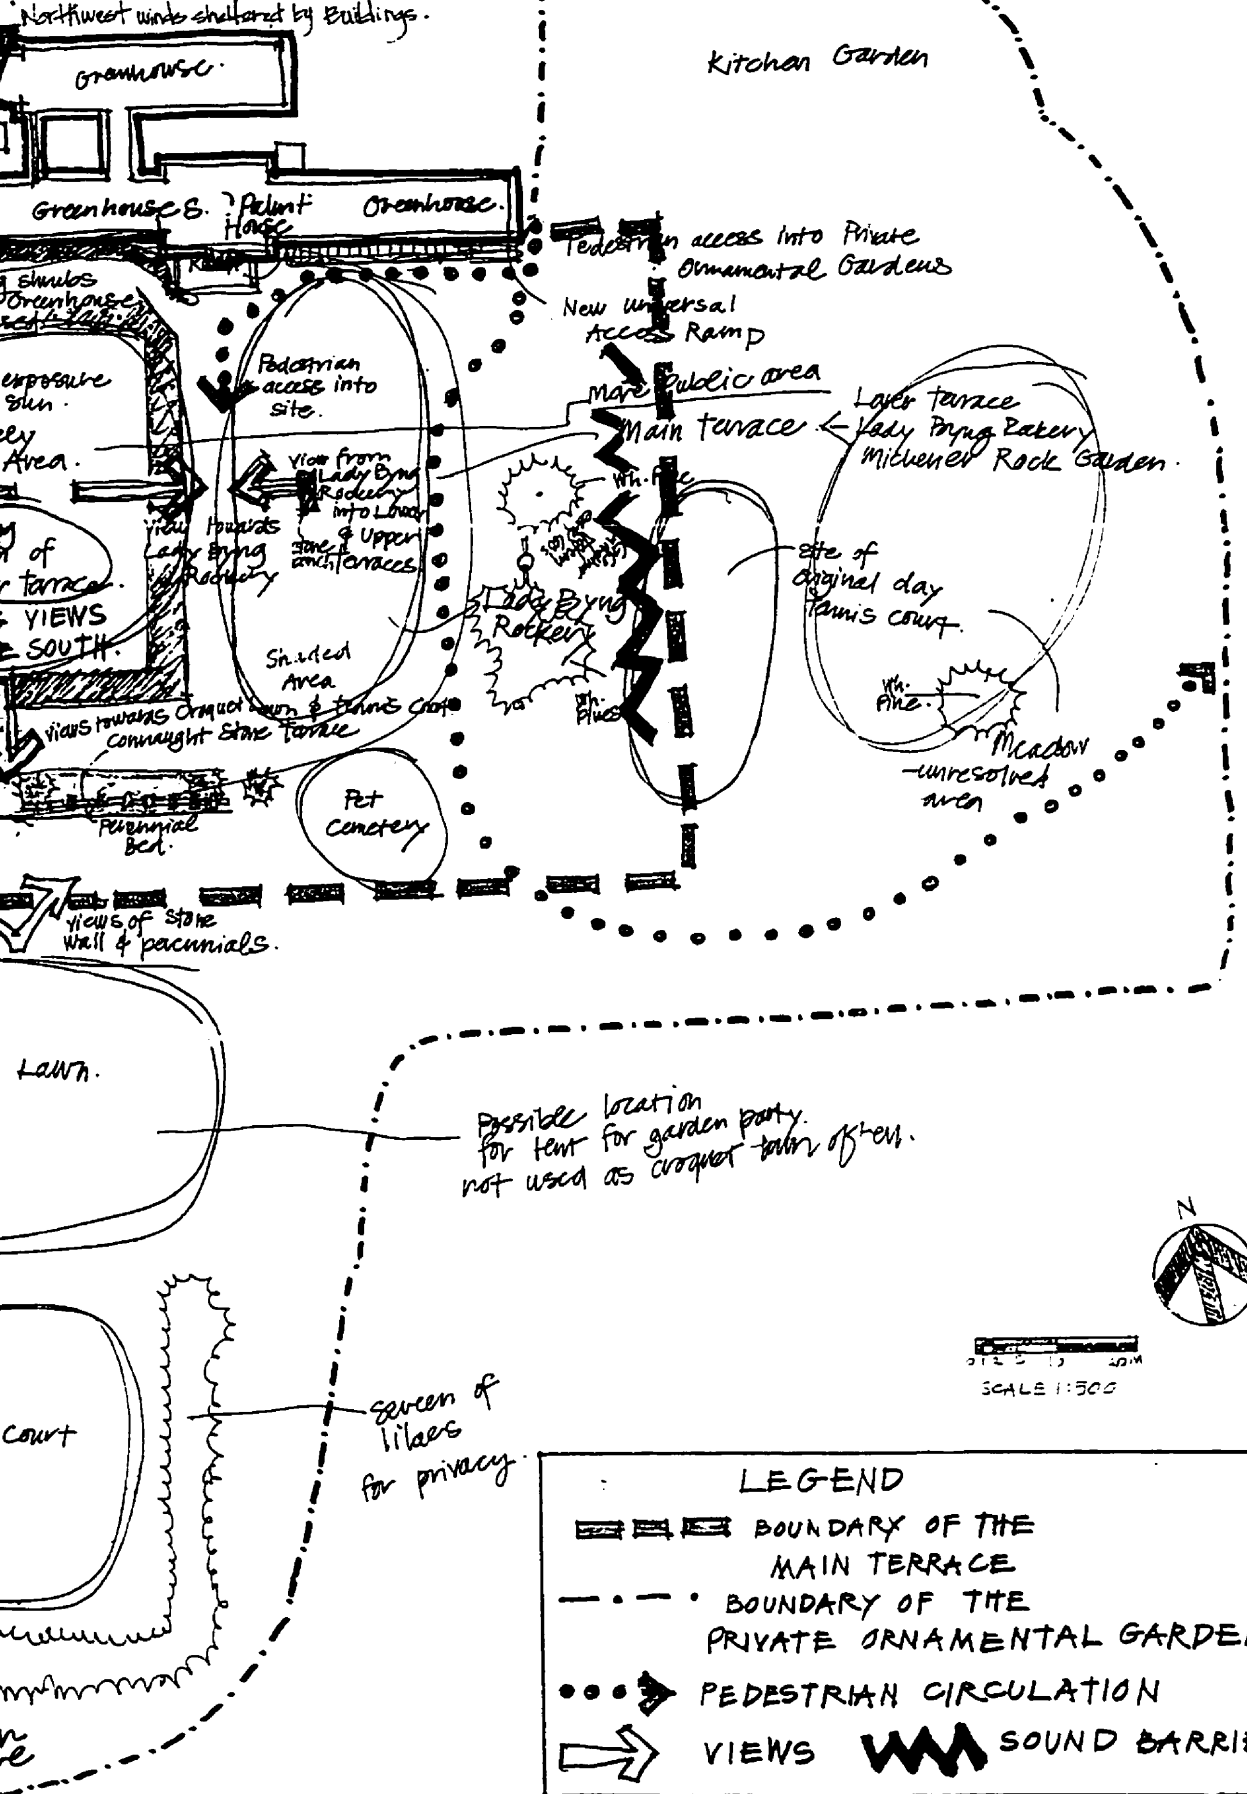 Northwest winds sheltered by Buildings.
Kitchen Garden
Greenhouse.
Greenhouses.
Palm
House
Greenhouse.
shrubs
Greenhouse
Pedestrian access into Private
Ornamental Gardens
New universal
Access Ramp
exposure
sun.
Area.
Pedestrian
access into
site.
More public area
Main terrace
Lower terrace
Lady Byng Rockery
Michener Rock Garden.
view from
Lady Byng
Rockery
into Lower
& Upper
terraces
Wh. Pine
view towards
Lady Byng
Rockery
of
terrace.
VIEWS
SOUTH.
Lady Byng
Rockery
site of
original clay
tennis court.
Shaded
Area
Wh.
Pines
Wh.
Pine.
Meadow
-unresolved
area
views towards Croquet Lawn & tennis court
Connaught Stone Terrace
Perennial
Bed.
Pet
Cemetery
views of stone
wall & perennials.
Lawn.
Possible location
for tent for garden party.
not used as croquet lawn often.
N
SCALE 1:500
Court
screen of
lilacs
for privacy.
LEGEND
BOUNDARY OF THE
MAIN TERRACE
BOUNDARY OF THE
PRIVATE ORNAMENTAL GARDE
PEDESTRIAN CIRCULATION
VIEWS
SOUND BARRIE